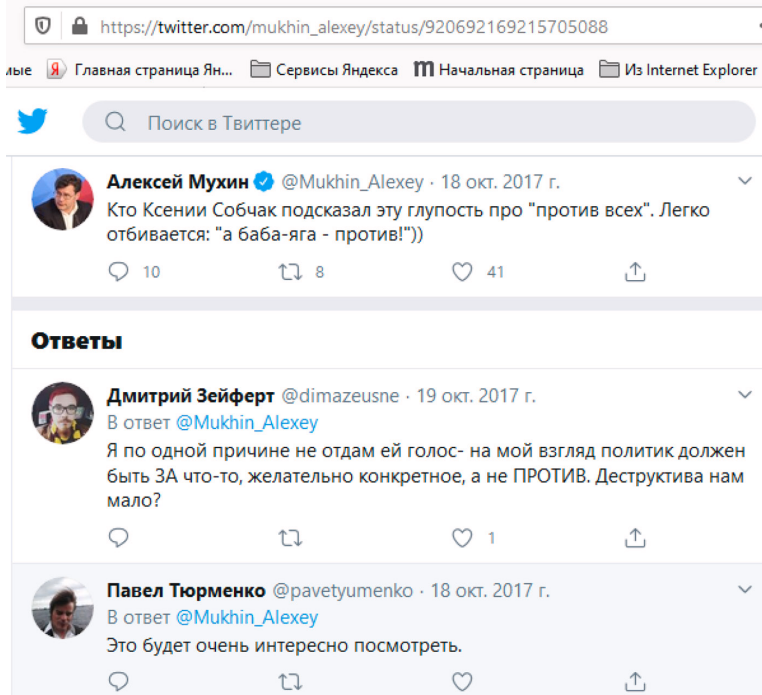 https://twitter.com/mukhin_alexey/status/920692169215705088
Главная страница Ян... Сервисы Яндекса Начальная страница Из Internet Explorer
Поиск в Твиттере
Алексей Мухин @Mukhin_Alexey · 18 окт. 2017 г.
Кто Ксении Собчак подсказал эту глупость про "против всех". Легко
отбивается: "а баба-яга - против!"))
10 8 41
Ответы
Дмитрий Зейферт @dimazeusne · 19 окт. 2017 г.
В ответ @Mukhin_Alexey
Я по одной причине не отдам ей голос- на мой взгляд политик должен
быть ЗА что-то, желательно конкретное, а не ПРОТИВ. Деструктива нам
мало?
1
Павел Тюрменко @pavetyumenko · 18 окт. 2017 г.
В ответ @Mukhin_Alexey
Это будет очень интересно посмотреть.